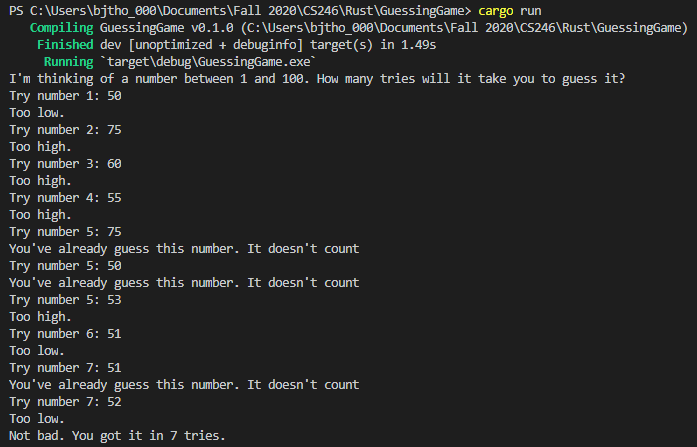 PS C:\Users\bjtho_000\Documents\Fall 2020\CS246\Rust\GuessingGame> cargo run
Compiling GuessingGame v0.1.0 (C:\Users\bjtho_000\Documents\Fall 2020\CS246\Rust\GuessingGame)
Finished dev [unoptimized + debuginfo] target(s) in 1.49s
Running `target\debug\GuessingGame.exe`
I'm thinking of a number between 1 and 100. How many tries will it take you to guess it?
Try number 1: 50
Too low.
Try number 2: 75
Too high.
Try number 3: 60
Too high.
Try number 4: 55
Too high.
Try number 5: 75
You've already guess this number. It doesn't count
Try number 5: 50
You've already guess this number. It doesn't count
Try number 5: 53
Too high.
Try number 6: 51
Too low.
Try number 7: 51
You've already guess this number. It doesn't count
Try number 7: 52
Too low.
Not bad. You got it in 7 tries.